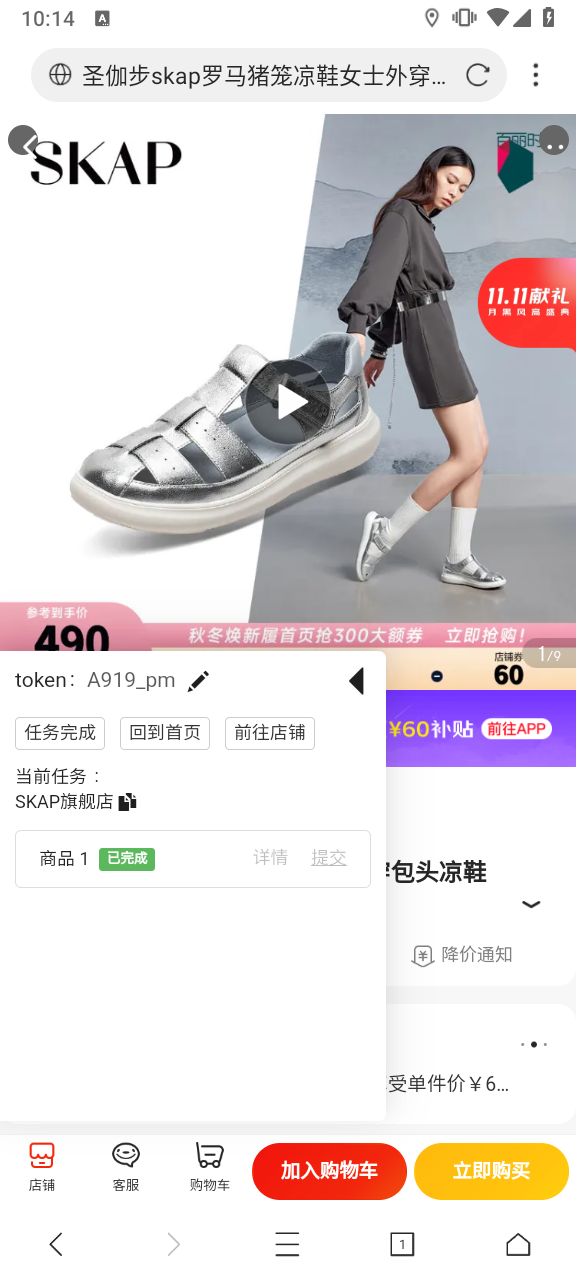 10:14
A
圣伽步skap罗马猪笼凉鞋女士外穿...
SKAP
11.11献礼
月黑风高盛典
参考到手价
490
秋冬焕新履首页抢300大额券 立即抢购!
店铺券
60
1/9
token: A919_pm
¥60补贴 前往APP
任务完成 回到首页 前往店铺
当前任务：
SKAP旗舰店
商品 1 已完成 详情 提交
包头凉鞋
降价通知
受单件价￥6...
店铺 客服 购物车 加入购物车 立即购买
1